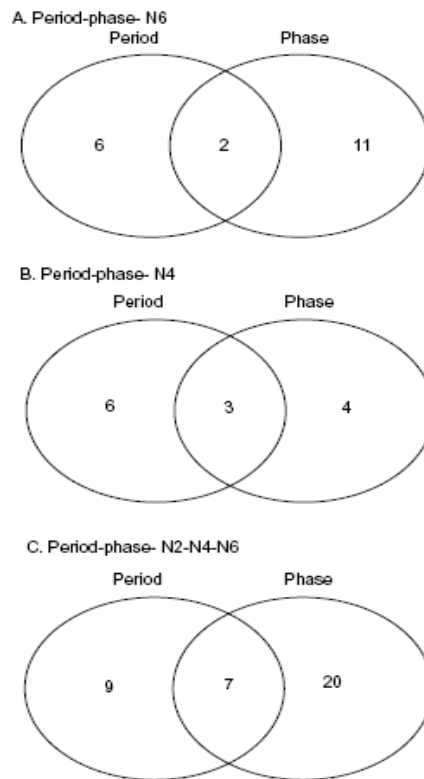 A. Period-phase- N6
Period Phase
6 2 11
B. Period-phase- N4
Period Phase
6 3 4
C. Period-phase- N2-N4-N6
Period Phase
9 7 20